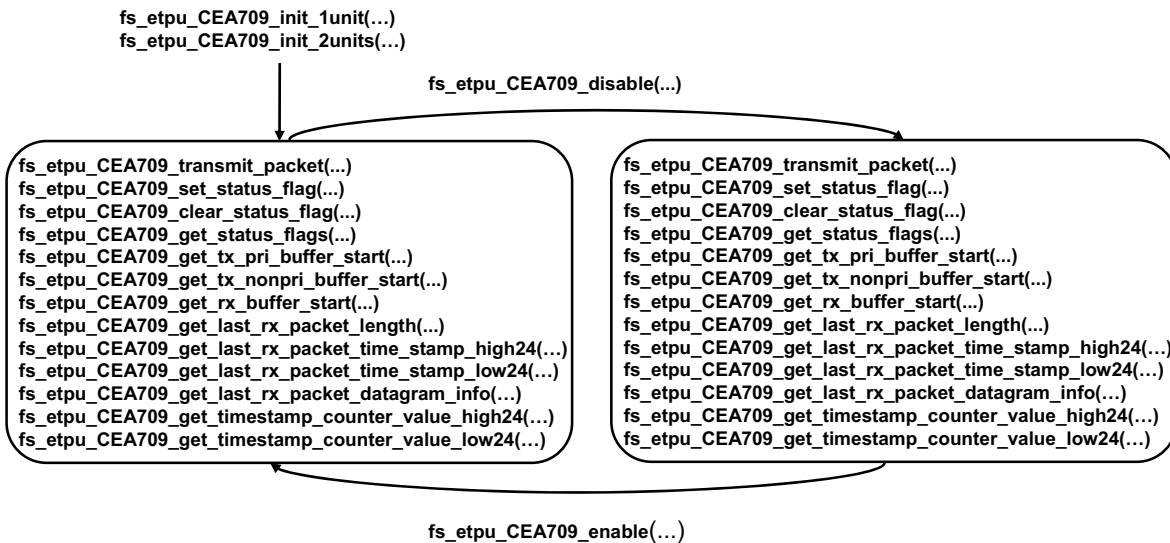 fs_etpu_CEA709_init_1unit(…)
fs_etpu_CEA709_init_2units(…)
fs_etpu_CEA709_disable(...)
fs_etpu_CEA709_transmit_packet(...)
fs_etpu_CEA709_set_status_flag(...)
fs_etpu_CEA709_clear_status_flag(...)
fs_etpu_CEA709_get_status_flags(...)
fs_etpu_CEA709_get_tx_pri_buffer_start(...)
fs_etpu_CEA709_get_tx_nonpri_buffer_start(...)
fs_etpu_CEA709_get_rx_buffer_start(...)
fs_etpu_CEA709_get_last_rx_packet_length(...)
fs_etpu_CEA709_get_last_rx_packet_time_stamp_high24(…)
fs_etpu_CEA709_get_last_rx_packet_time_stamp_low24(…)
fs_etpu_CEA709_get_last_rx_packet_datagram_info(…)
fs_etpu_CEA709_get_timestamp_counter_value_high24(…)
fs_etpu_CEA709_get_timestamp_counter_value_low24(…)
fs_etpu_CEA709_transmit_packet(...)
fs_etpu_CEA709_set_status_flag(...)
fs_etpu_CEA709_clear_status_flag(...)
fs_etpu_CEA709_get_status_flags(...)
fs_etpu_CEA709_get_tx_pri_buffer_start(...)
fs_etpu_CEA709_get_tx_nonpri_buffer_start(...)
fs_etpu_CEA709_get_rx_buffer_start(...)
fs_etpu_CEA709_get_last_rx_packet_length(...)
fs_etpu_CEA709_get_last_rx_packet_time_stamp_high24(…)
fs_etpu_CEA709_get_last_rx_packet_time_stamp_low24(…)
fs_etpu_CEA709_get_last_rx_packet_datagram_info(…)
fs_etpu_CEA709_get_timestamp_counter_value_high24(…)
fs_etpu_CEA709_get_timestamp_counter_value_low24(…)
fs_etpu_CEA709_enable(…)